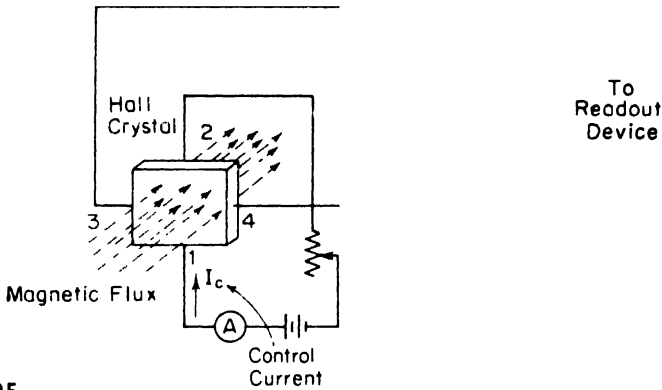 Hall
Crystal
To
Readout
Device
2
3
4
1
I_c
Magnetic Flux
A
Control
Current